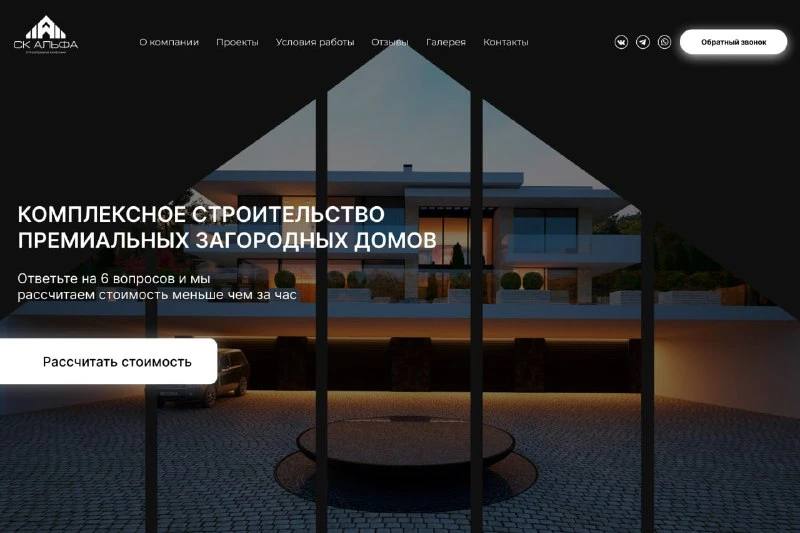 СК АЛЬФА
О компании
Проекты
Условия работы
Отзывы
Галерея
Контакты
Обратный звонок
КОМПЛЕКСНОЕ СТРОИТЕЛЬСТВО
ПРЕМИАЛЬНЫХ ЗАГОРОДНЫХ ДОМОВ
Ответьте на 6 вопросов и мы
рассчитаем стоимость меньше чем за час
Рассчитать стоимость